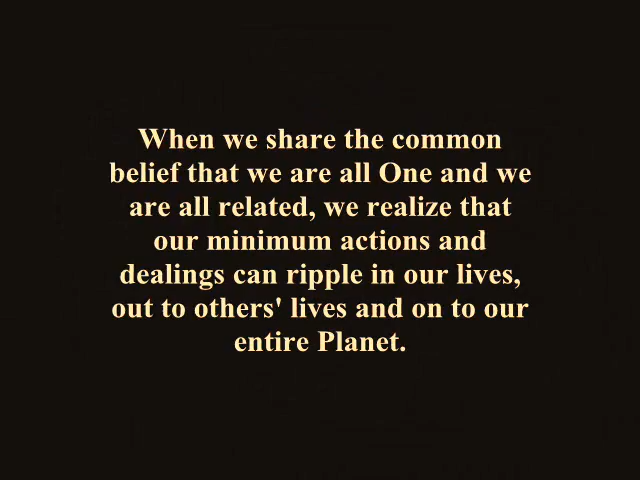 When we share the common
belief that we are all One and we
are all related, we realize that
our minimum actions and
dealings can ripple in our lives,
out to others' lives and on to our
entire Planet.